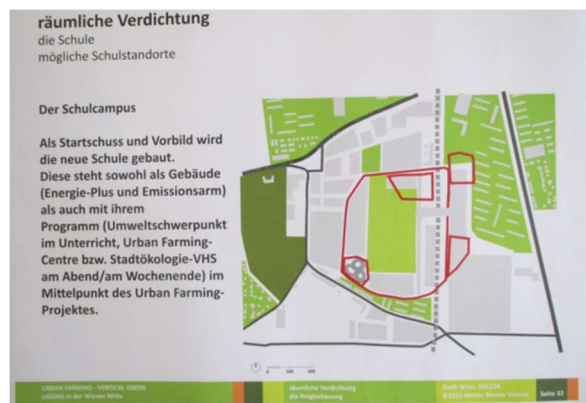 räumliche Verdichtung
die Schule
mögliche Schulstandorte
Der Schulcampus
Als Startschuss und Vorbild wird
die neue Schule gebaut.
Diese steht sowohl als Gebäude
(Energie-Plus und Emissionsarm)
als auch mit ihrem
Programm (Umweltschwerpunkt
im Unterricht, Urban Farming-
Centre bzw. Stadtökologie-VHS
am Abend/am Wochenende) im
Mittelpunkt des Urban Farming-
Projektes.
URBAN FARMING - VERTICAL GREEN
LIESING in der Wiesen Mitte
räumliche Verdichtung
die Ringbebauung
Stadt Wien,
Seite 32